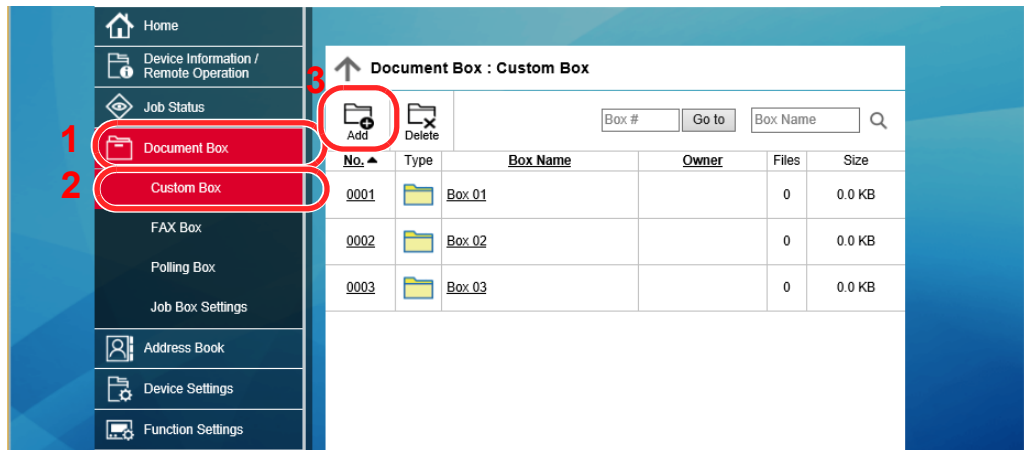 Home
Device Information /
Remote Operation
Job Status
1
Document Box
2
Custom Box
FAX Box
Polling Box
Job Box Settings
Address Book
Device Settings
Function Settings
3
Document Box : Custom Box
Add Delete Box # Go to Box Name
No. Type Box Name Owner Files Size
0001 Box 01 0 0.0 KB
0002 Box 02 0 0.0 KB
0003 Box 03 0 0.0 KB